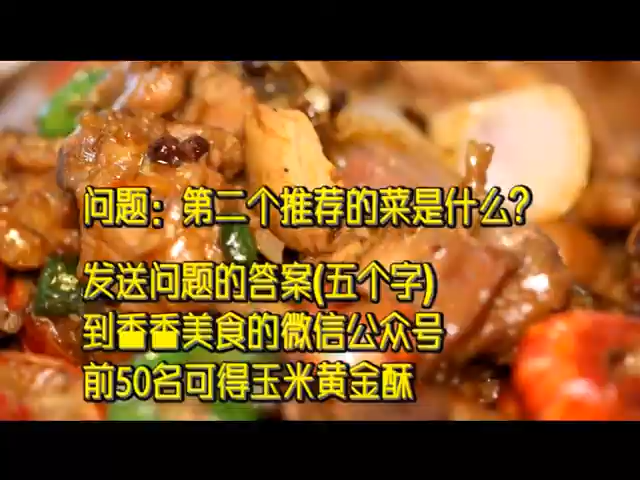 问题：第二个推荐的菜是什么？
发送问题的答案(五个字)
到香香美食的微信公众号
前50名可得玉米黄金酥